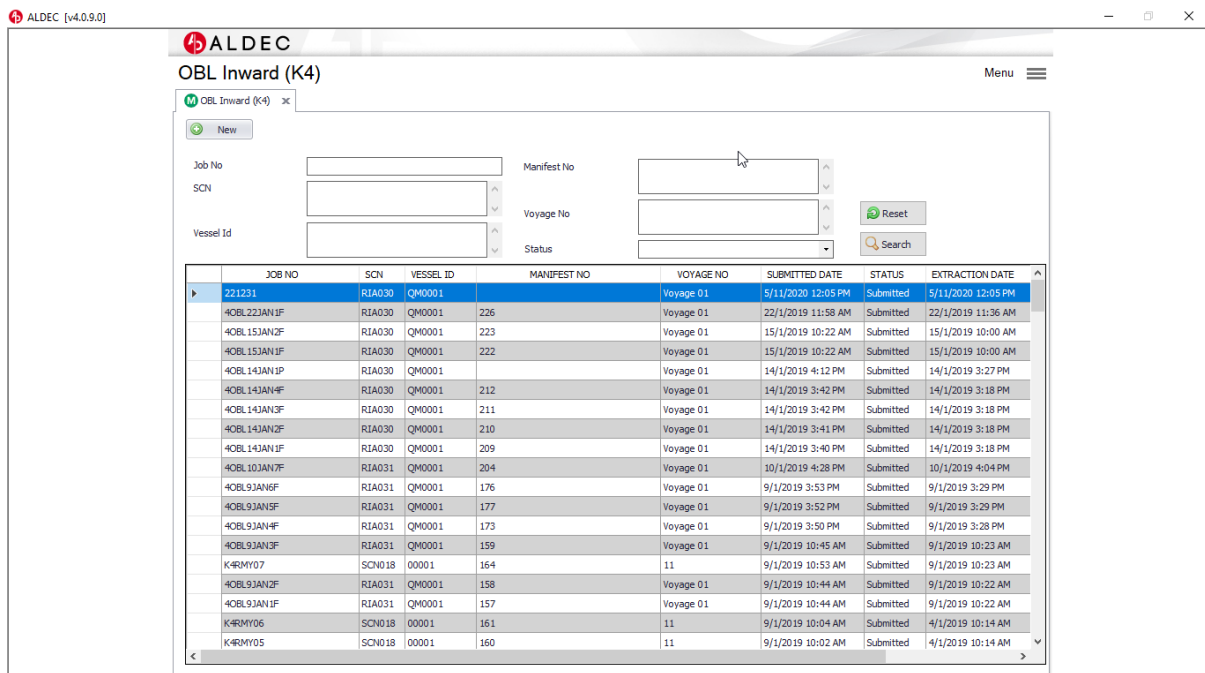 ALDEC [v4.0.9.0]
ALDEC
OBL Inward (K4)
Menu
M OBL Inward (K4) x
New
Job No
Manifest No
SCN
Voyage No
Reset
Vessel Id
Status
Search
JOB NO SCN VESSEL ID MANIFEST NO VOYAGE NO SUBMITTED DATE STATUS EXTRACTION DATE
221231 RIA030 QM0001 Voyage 01 5/11/2020 12:05 PM Submitted 5/11/2020 12:05 PM
4OBL22JAN1F RIA030 QM0001 226 Voyage 01 22/1/2019 11:58 AM Submitted 22/1/2019 11:36 AM
4OBL15JAN2F RIA030 QM0001 223 Voyage 01 15/1/2019 10:22 AM Submitted 15/1/2019 10:00 AM
4OBL15JAN1F RIA030 QM0001 222 Voyage 01 15/1/2019 10:22 AM Submitted 15/1/2019 10:00 AM
4OBL14JAN1P RIA030 QM0001 Voyage 01 14/1/2019 4:12 PM Submitted 14/1/2019 3:27 PM
4OBL14JAN4F RIA030 QM0001 212 Voyage 01 14/1/2019 3:42 PM Submitted 14/1/2019 3:18 PM
4OBL14JAN3F RIA030 QM0001 211 Voyage 01 14/1/2019 3:42 PM Submitted 14/1/2019 3:18 PM
4OBL14JAN2F RIA030 QM0001 210 Voyage 01 14/1/2019 3:41 PM Submitted 14/1/2019 3:18 PM
4OBL14JAN1F RIA030 QM0001 209 Voyage 01 14/1/2019 3:40 PM Submitted 14/1/2019 3:18 PM
4OBL10JAN7F RIA031 QM0001 204 Voyage 01 10/1/2019 4:28 PM Submitted 10/1/2019 4:04 PM
4OBL9JAN6F RIA031 QM0001 176 Voyage 01 9/1/2019 3:53 PM Submitted 9/1/2019 3:29 PM
4OBL9JAN5F RIA031 QM0001 177 Voyage 01 9/1/2019 3:52 PM Submitted 9/1/2019 3:29 PM
4OBL9JAN4F RIA031 QM0001 173 Voyage 01 9/1/2019 3:50 PM Submitted 9/1/2019 3:28 PM
4OBL9JAN3F RIA031 QM0001 159 Voyage 01 9/1/2019 10:45 AM Submitted 9/1/2019 10:23 AM
K4RMY07 SCN018 00001 164 11 9/1/2019 10:53 AM Submitted 9/1/2019 10:23 AM
4OBL9JAN2F RIA031 QM0001 158 Voyage 01 9/1/2019 10:44 AM Submitted 9/1/2019 10:22 AM
4OBL9JAN1F RIA031 QM0001 157 Voyage 01 9/1/2019 10:44 AM Submitted 9/1/2019 10:22 AM
K4RMY06 SCN018 00001 161 11 9/1/2019 10:04 AM Submitted 4/1/2019 10:14 AM
K4RMY05 SCN018 00001 160 11 9/1/2019 10:02 AM Submitted 4/1/2019 10:14 AM